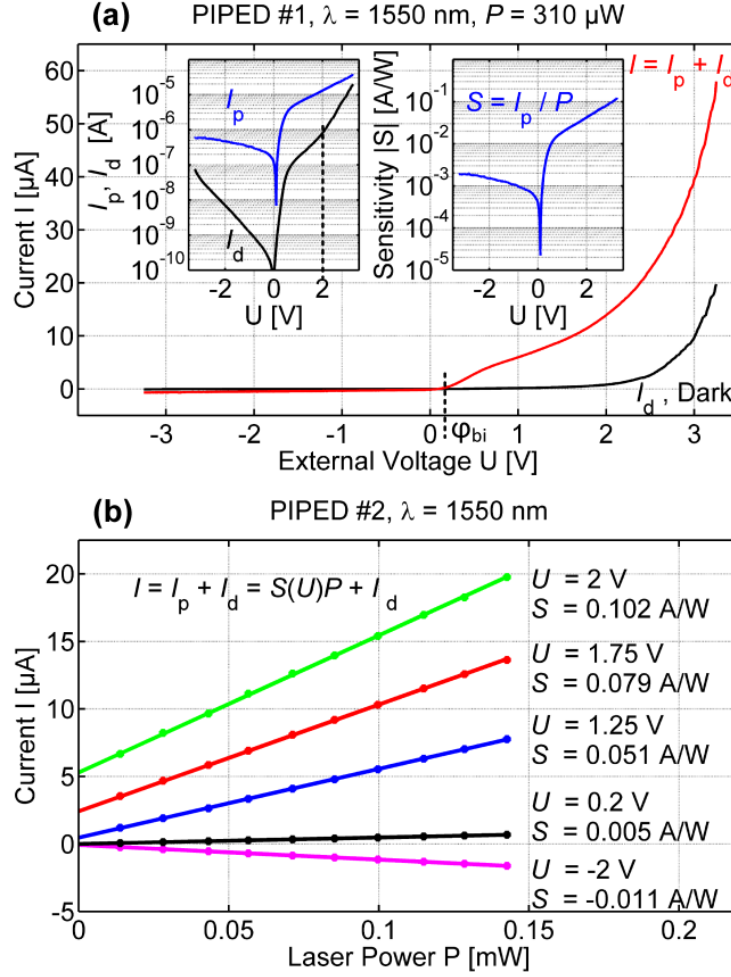 (a) PIPED #1, λ = 1550 nm, P = 310 µW
60
50
40
30
20
10
0
Current I [µA]
-3
-2
-1
0
φbi
1
2
3
External Voltage U [V]
I = Ip + Id
Id , Dark
10-5
10-6
10-7
10-8
10-9
10-10
Ip, Id [A]
Ip
Id
-2
0
2
U [V]
10-1
10-2
10-3
10-4
10-5
Sensitivity |S| [A/W]
S = Ip / P
-2
0
2
U [V]
(b) PIPED #2, λ = 1550 nm
20
15
10
5
0
-5
Current I [µA]
I = Ip + Id = S(U)P + Id
U = 2 V
S = 0.102 A/W
U = 1.75 V
S = 0.079 A/W
U = 1.25 V
S = 0.051 A/W
U = 0.2 V
S = 0.005 A/W
U = -2 V
S = -0.011 A/W
0
0.05
0.1
0.15
0.2
Laser Power P [mW]